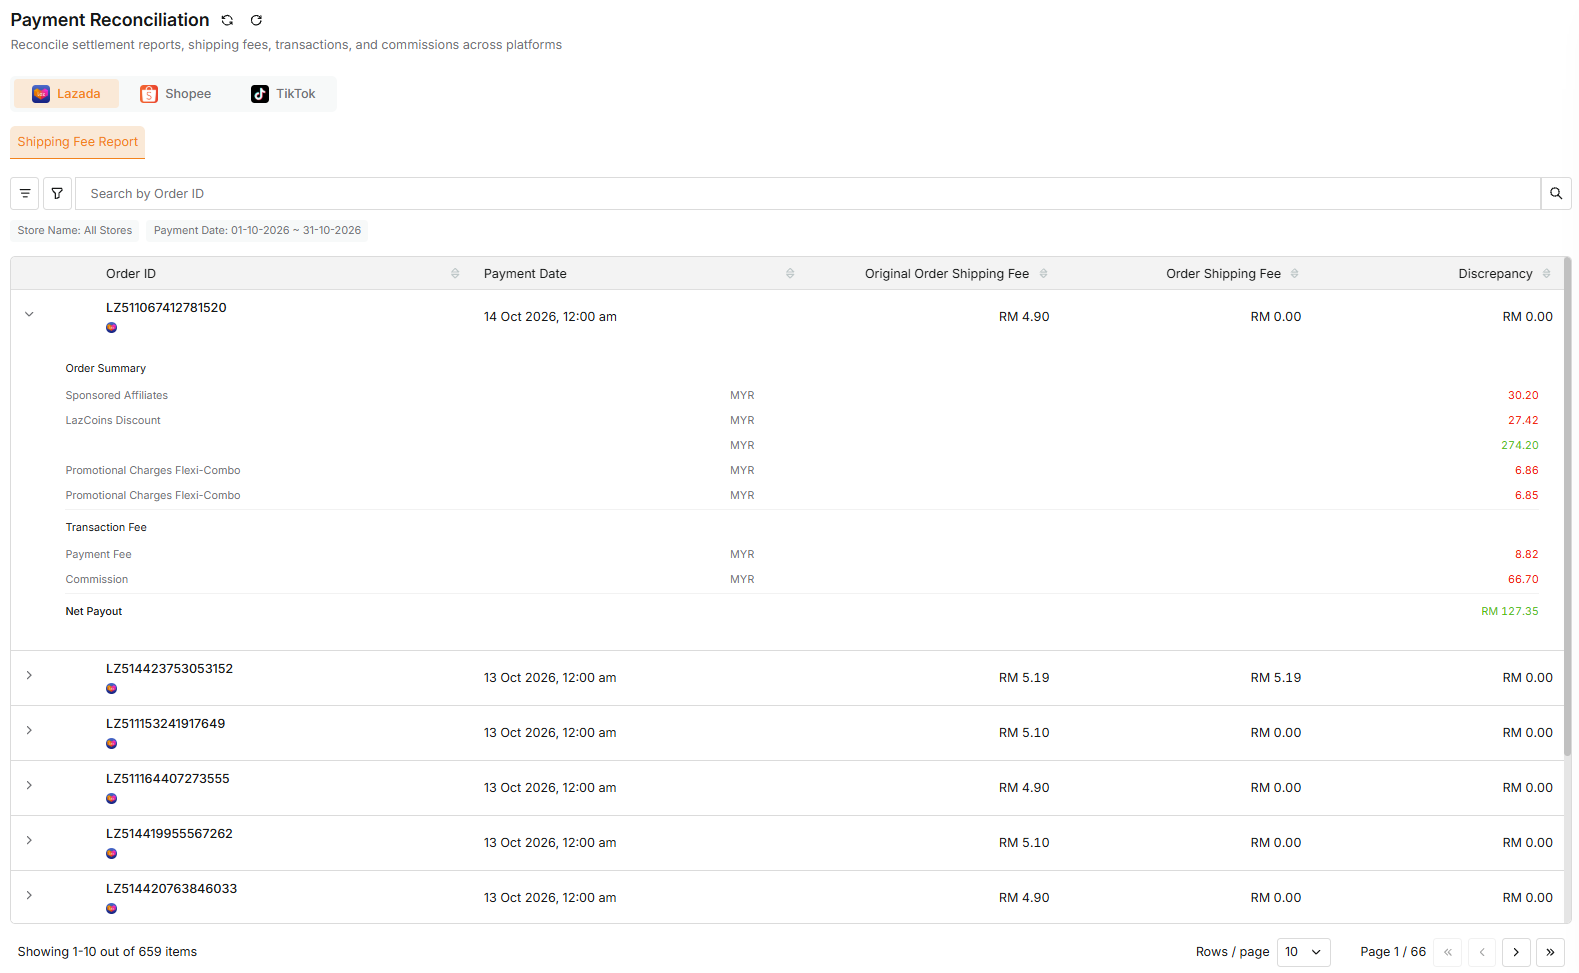 Payment Reconciliation
Reconcile settlement reports, shipping fees, transactions, and commissions across platforms
Lazada Shopee TikTok
Shipping Fee Report
Search by Order ID
Store Name: All Stores Payment Date: 01-10-2026 ~ 31-10-2026
Order ID Payment Date Original Order Shipping Fee Order Shipping Fee Discrepancy
LZ511067412781520 14 Oct 2026, 12:00 am RM 4.90 RM 0.00 RM 0.00
Order Summary
Sponsored Affiliates MYR 30.20
LazCoins Discount MYR 27.42
MYR 274.20
Promotional Charges Flexi-Combo MYR 6.86
Promotional Charges Flexi-Combo MYR 6.85
Transaction Fee
Payment Fee MYR 8.82
Commission MYR 66.70
Net Payout RM 127.35
LZ514423753053152 13 Oct 2026, 12:00 am RM 5.19 RM 5.19 RM 0.00
LZ511153241917649 13 Oct 2026, 12:00 am RM 5.10 RM 0.00 RM 0.00
LZ511164407273555 13 Oct 2026, 12:00 am RM 4.90 RM 0.00 RM 0.00
LZ514419955567262 13 Oct 2026, 12:00 am RM 5.10 RM 0.00 RM 0.00
LZ514420763846033 13 Oct 2026, 12:00 am RM 4.90 RM 0.00 RM 0.00
Showing 1-10 out of 659 items Rows / page 10 Page 1 / 66